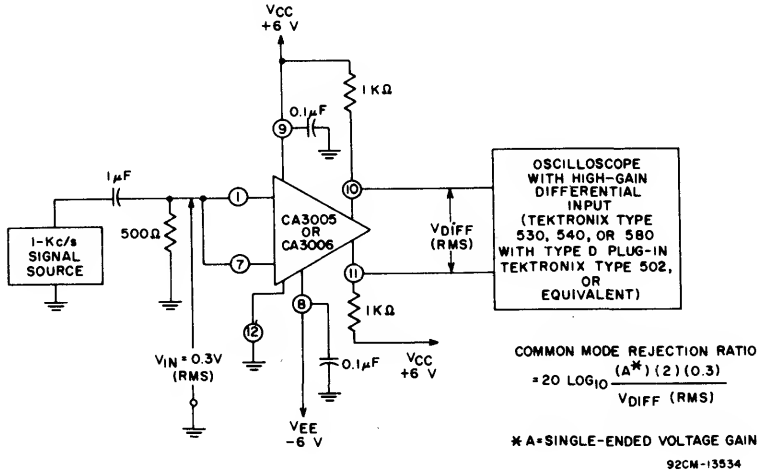 VCC
+6 V
1 KΩ
0.1μF
9
1μF
1
10
CA3005
OR
CA3006
500Ω
7
VDIFF
(RMS)
OSCILLOSCOPE
WITH HIGH-GAIN
DIFFERENTIAL
INPUT
(TEKTRONIX TYPE
530, 540, OR 580
WITH TYPE D PLUG-IN
TEKTRONIX TYPE 502,
OR
EQUIVALENT)
1-Kc/s
SIGNAL
SOURCE
11
8
12
1KΩ
VIN = 0.3V
(RMS)
0.1μF
VCC
+6 V
VEE
-6 V
COMMON MODE REJECTION RATIO
= 20 LOG10 (A*) (2) (0.3)
VDIFF (RMS)
* A=SINGLE-ENDED VOLTAGE GAIN
92CM-13534